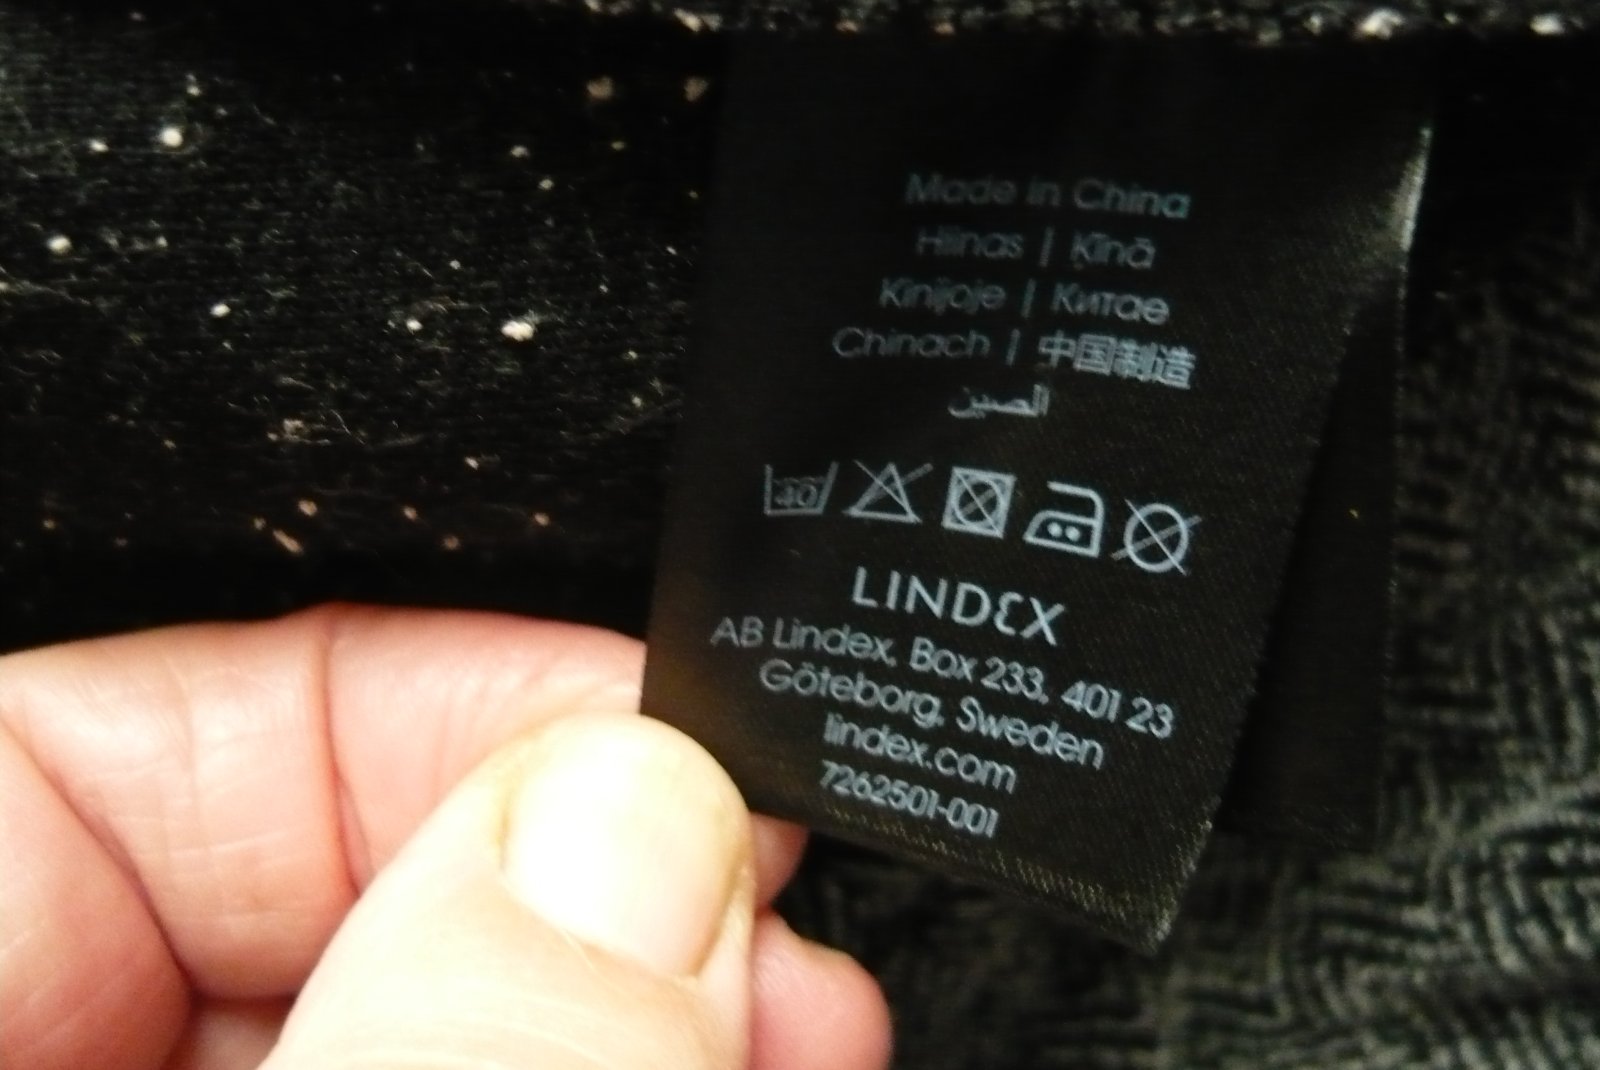 Made in China
Hiinas | Ķīnā
Kinijoje | Китае
Chinach | 中国制造
الصين
40
LINDEX
AB Lindex, Box 233, 401 23
Göteborg, Sweden
lindex.com
7262501-001